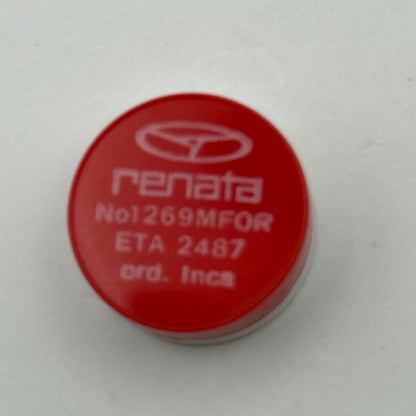 renata
No1269MFOR
ETA 2487
ord. Inca